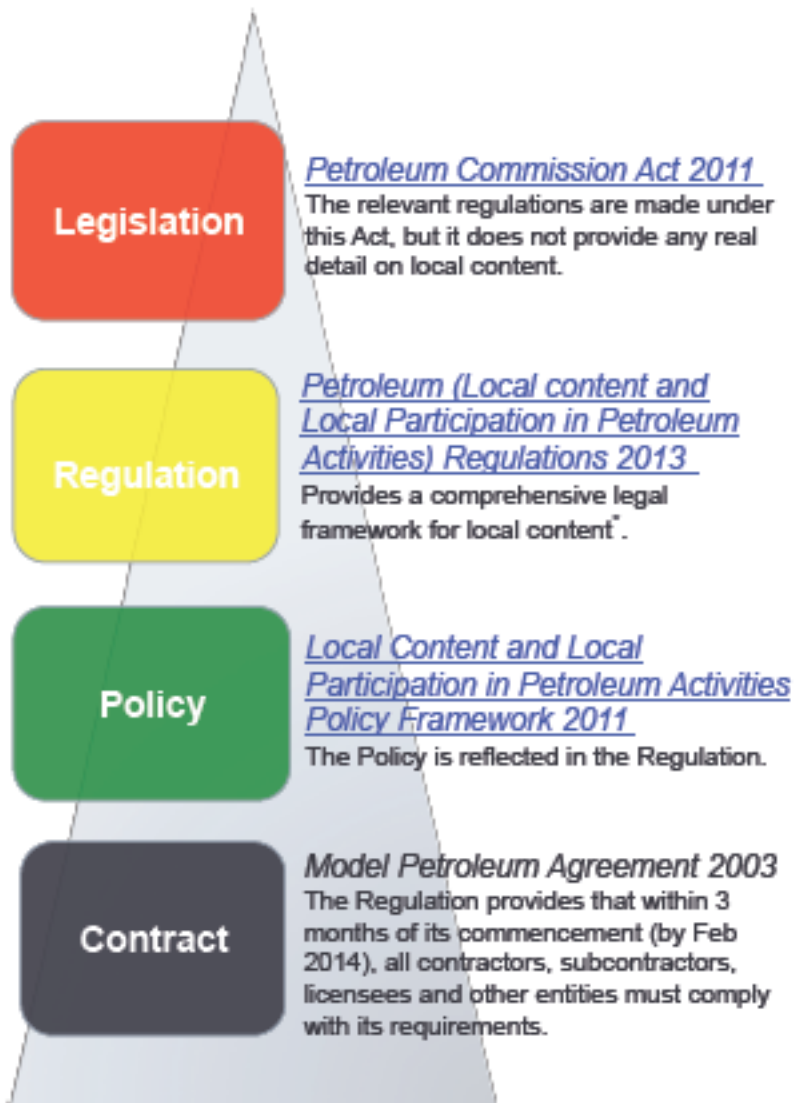 Legislation
Petroleum Commission Act 2011
The relevant regulations are made under
this Act, but it does not provide any real
detail on local content.
Regulation
Petroleum (Local content and
Local Participation in Petroleum
Activities) Regulations 2013
Provides a comprehensive legal
framework for local content*.
Policy
Local Content and Local
Participation in Petroleum Activities
Policy Framework 2011
The Policy is reflected in the Regulation.
Contract
Model Petroleum Agreement 2003
The Regulation provides that within 3
months of its commencement (by Feb
2014), all contractors, subcontractors,
licensees and other entities must comply
with its requirements.